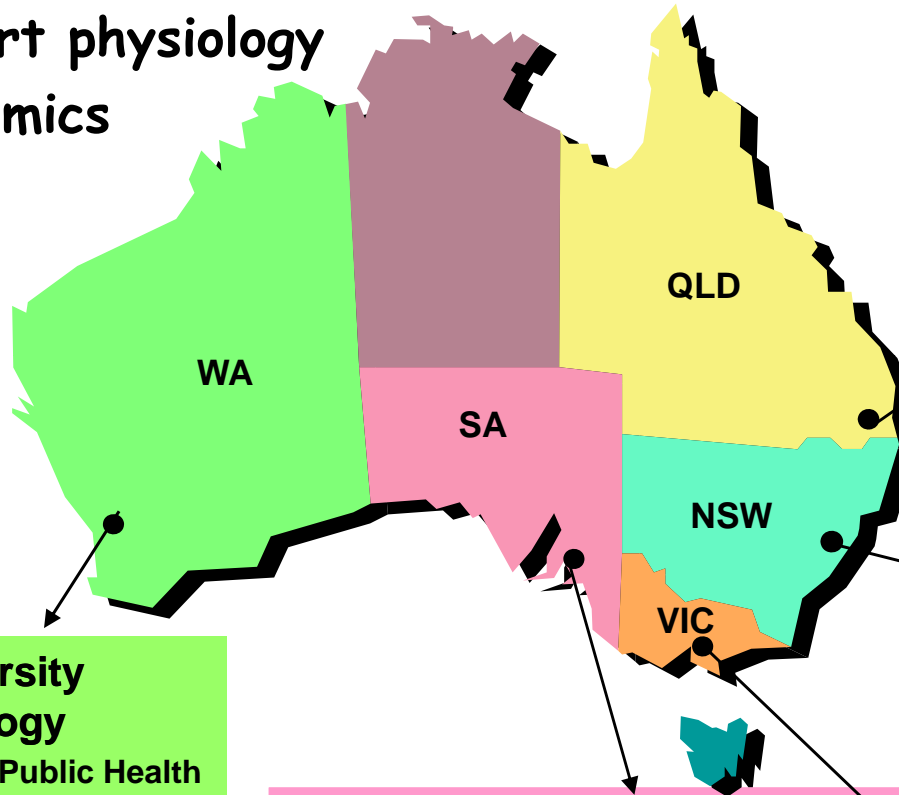 rt physiology
mics
QLD
WA
SA
NSW
VIC
rsity
ogy
Public Health